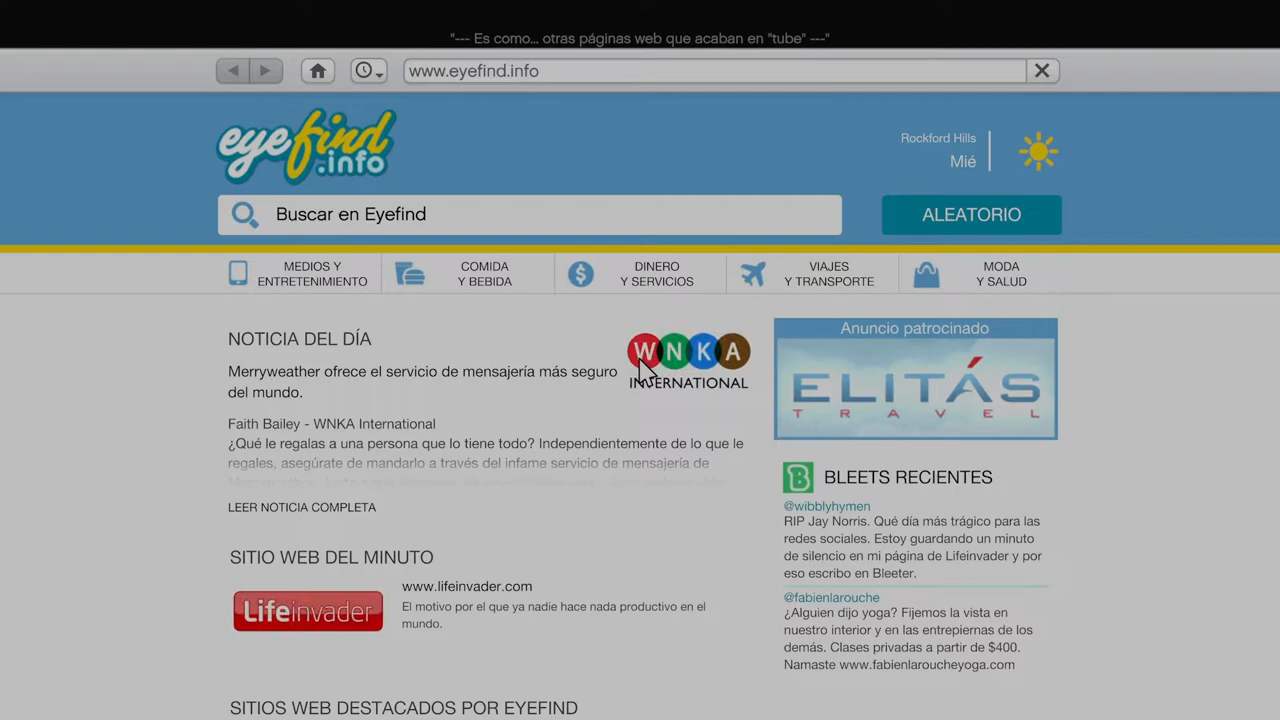 "--- Es como... otras páginas web que acaban en "tube" ---"
www.eyefind.info
eyefind.info
Rockford Hills
Mié
Buscar en Eyefind
ALEATORIO
MEDIOS Y
ENTRETENIMIENTO
COMIDA
Y BEBIDA
DINERO
Y SERVICIOS
VIAJES
Y TRANSPORTE
MODA
Y SALUD
NOTICIA DEL DÍA
WNKA
INTERNATIONAL
Merryweather ofrece el servicio de mensajería más seguro
del mundo.
Faith Bailey - WNKA International
¿Qué le regalas a una persona que lo tiene todo? Independientemente de lo que le
regales, asegúrate de mandarlo a través del infame servicio de mensajería de
LEER NOTICIA COMPLETA
SITIO WEB DEL MINUTO
Lifeinvader
www.lifeinvader.com
El motivo por el que ya nadie hace nada productivo en el
mundo.
SITIOS WEB DESTACADOS POR EYEFIND
Anuncio patrocinado
ELITÁS
TRAVEL
BLEETS RECIENTES
@wibblyhymen
RIP Jay Norris. Qué día más trágico para las
redes sociales. Estoy guardando un minuto
de silencio en mi página de Lifeinvader y por
eso escribo en Bleeter.
@fabienlarouche
¿Alguien dijo yoga? Fijemos la vista en
nuestro interior y en las entrepiernas de los
demás. Clases privadas a partir de $400.
Namaste www.fabienlaroucheyoga.com